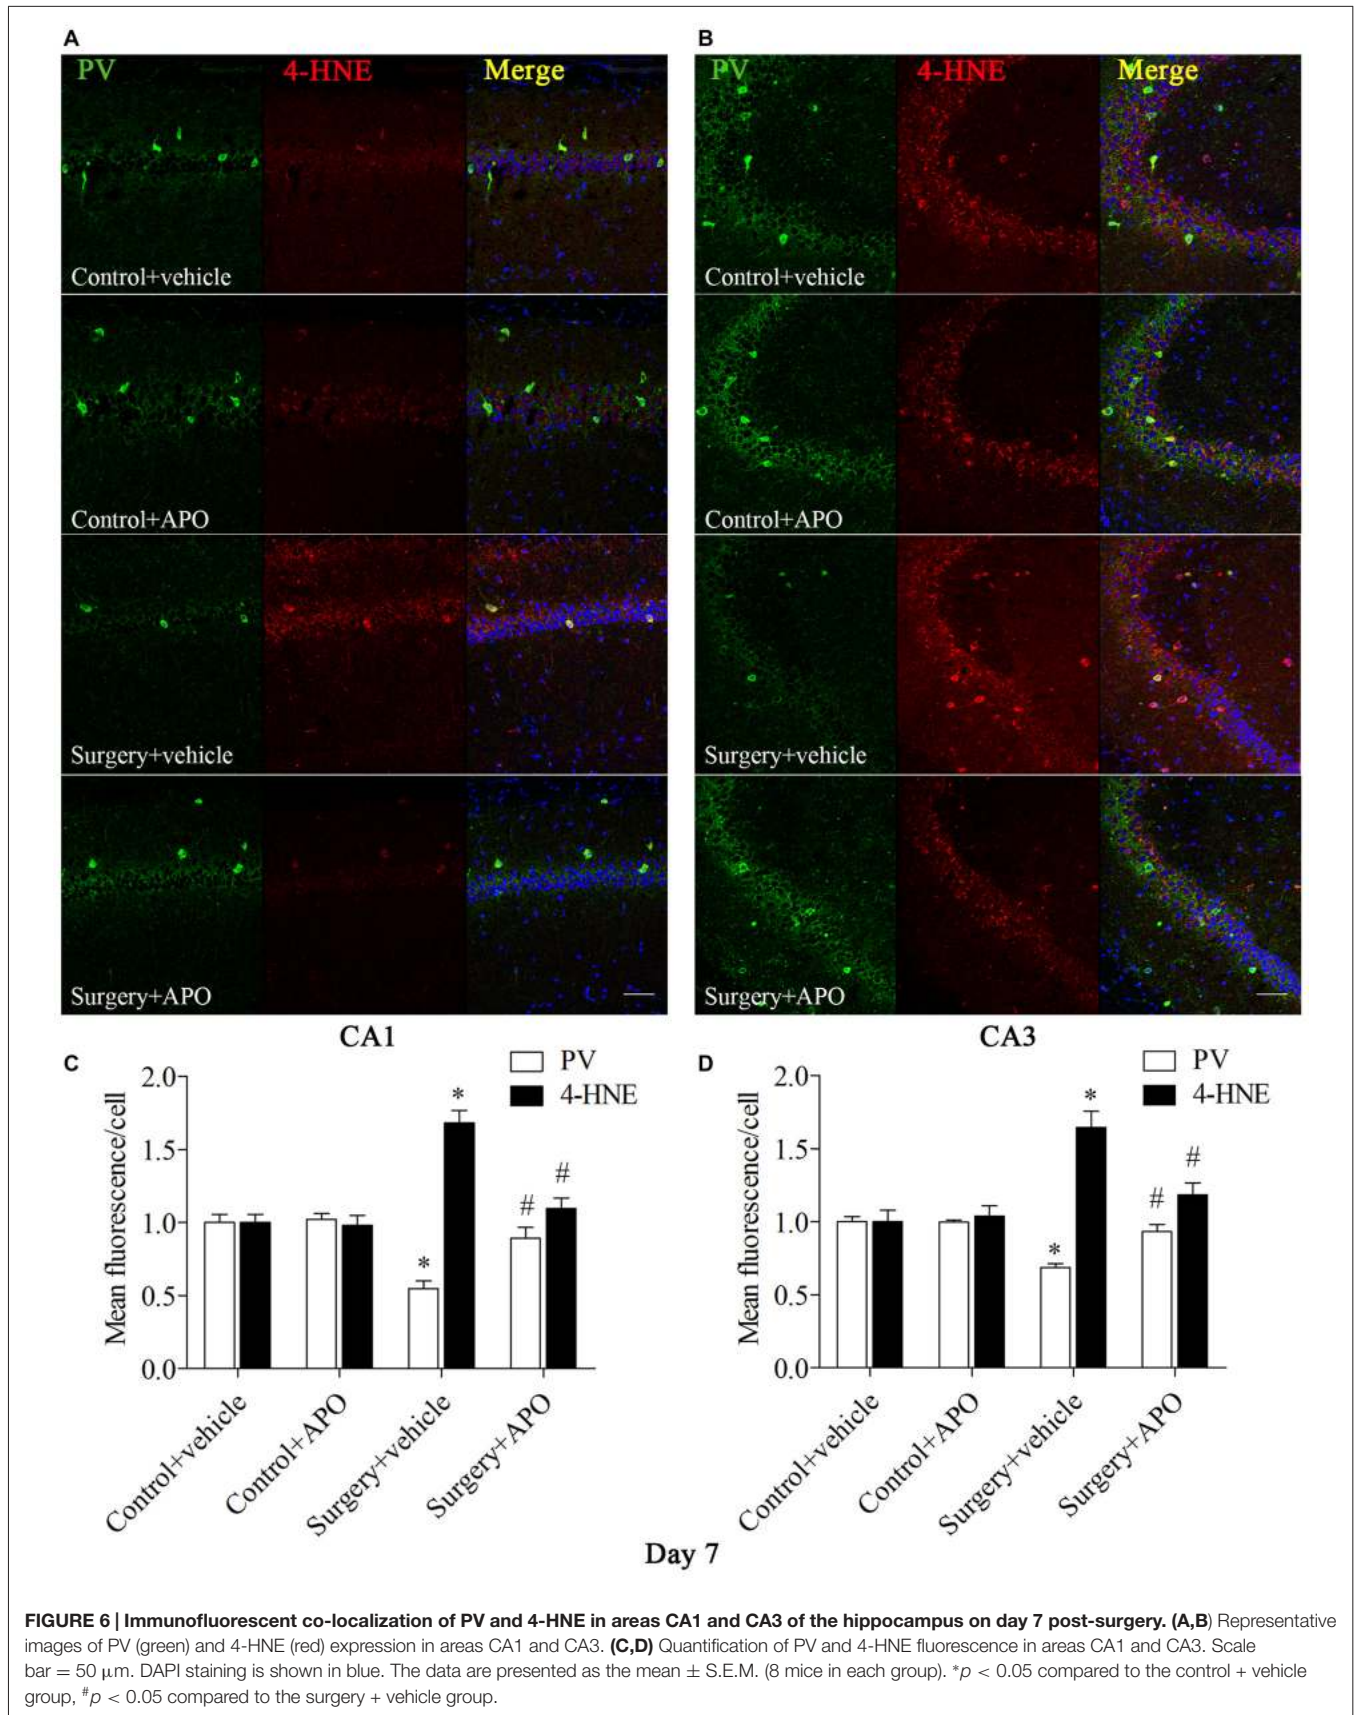 A
B
PV 4-HNE Merge
PV 4-HNE Merge
Control+vehicle
Control+vehicle
Control+APO
Control+APO
Surgery+vehicle
Surgery+vehicle
Surgery+APO
Surgery+APO
CA1
CA3
C
PV
4-HNE
Mean fluorescence/cell
2.0
1.5
1.0
0.5
0.0
*
*
#
#
Control+vehicle
Control+APO
Surgery+vehicle
Surgery+APO
D
PV
4-HNE
Mean fluorescence/cell
2.0
1.5
1.0
0.5
0.0
*
*
#
#
Control+vehicle
Control+APO
Surgery+vehicle
Surgery+APO
Day 7
FIGURE 6 | Immunofluorescent co-localization of PV and 4-HNE in areas CA1 and CA3 of the hippocampus on day 7 post-surgery. (A,B) Representative
images of PV (green) and 4-HNE (red) expression in areas CA1 and CA3. (C,D) Quantification of PV and 4-HNE fluorescence in areas CA1 and CA3. Scale
bar = 50 μm. DAPI staining is shown in blue. The data are presented as the mean ± S.E.M. (8 mice in each group). *p < 0.05 compared to the control + vehicle
group, #p < 0.05 compared to the surgery + vehicle group.